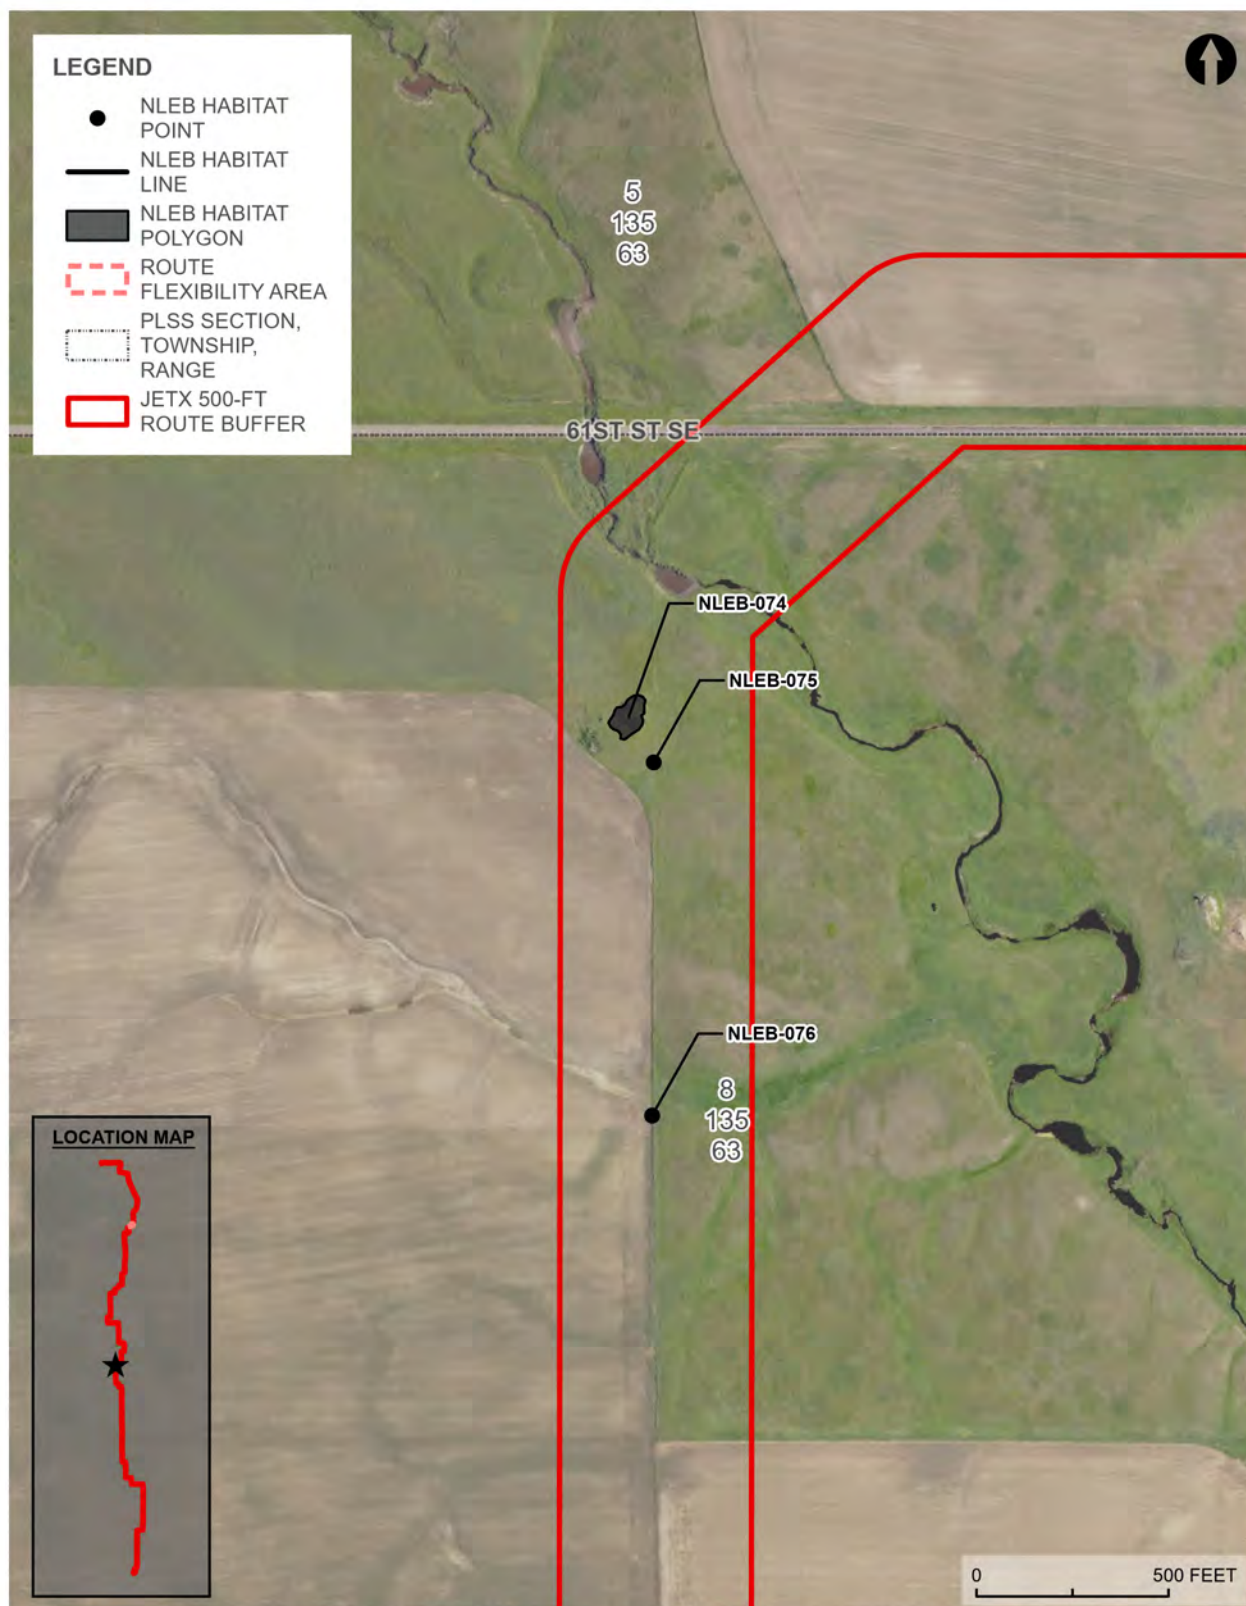 LEGEND
NLEB HABITAT
POINT
NLEB HABITAT
LINE
NLEB HABITAT
POLYGON
ROUTE
FLEXIBILITY AREA
PLSS SECTION,
TOWNSHIP,
RANGE
JETX 500-FT
ROUTE BUFFER
5
135
63
61ST ST SE
NLEB-074
NLEB-075
NLEB-076
8
135
63
LOCATION MAP
0 500 FEET